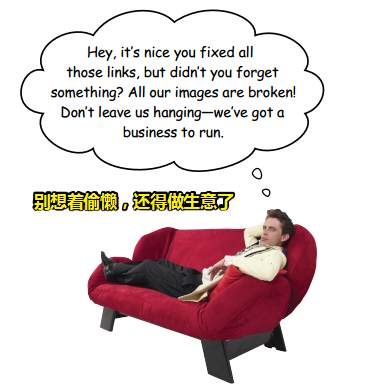 Hey, it's nice you fixed all
those links, but didn't you forget
something? All our images are broken!
Don't leave us hanging—we've got a
business to run.
别想着偷懒，还得做生意了